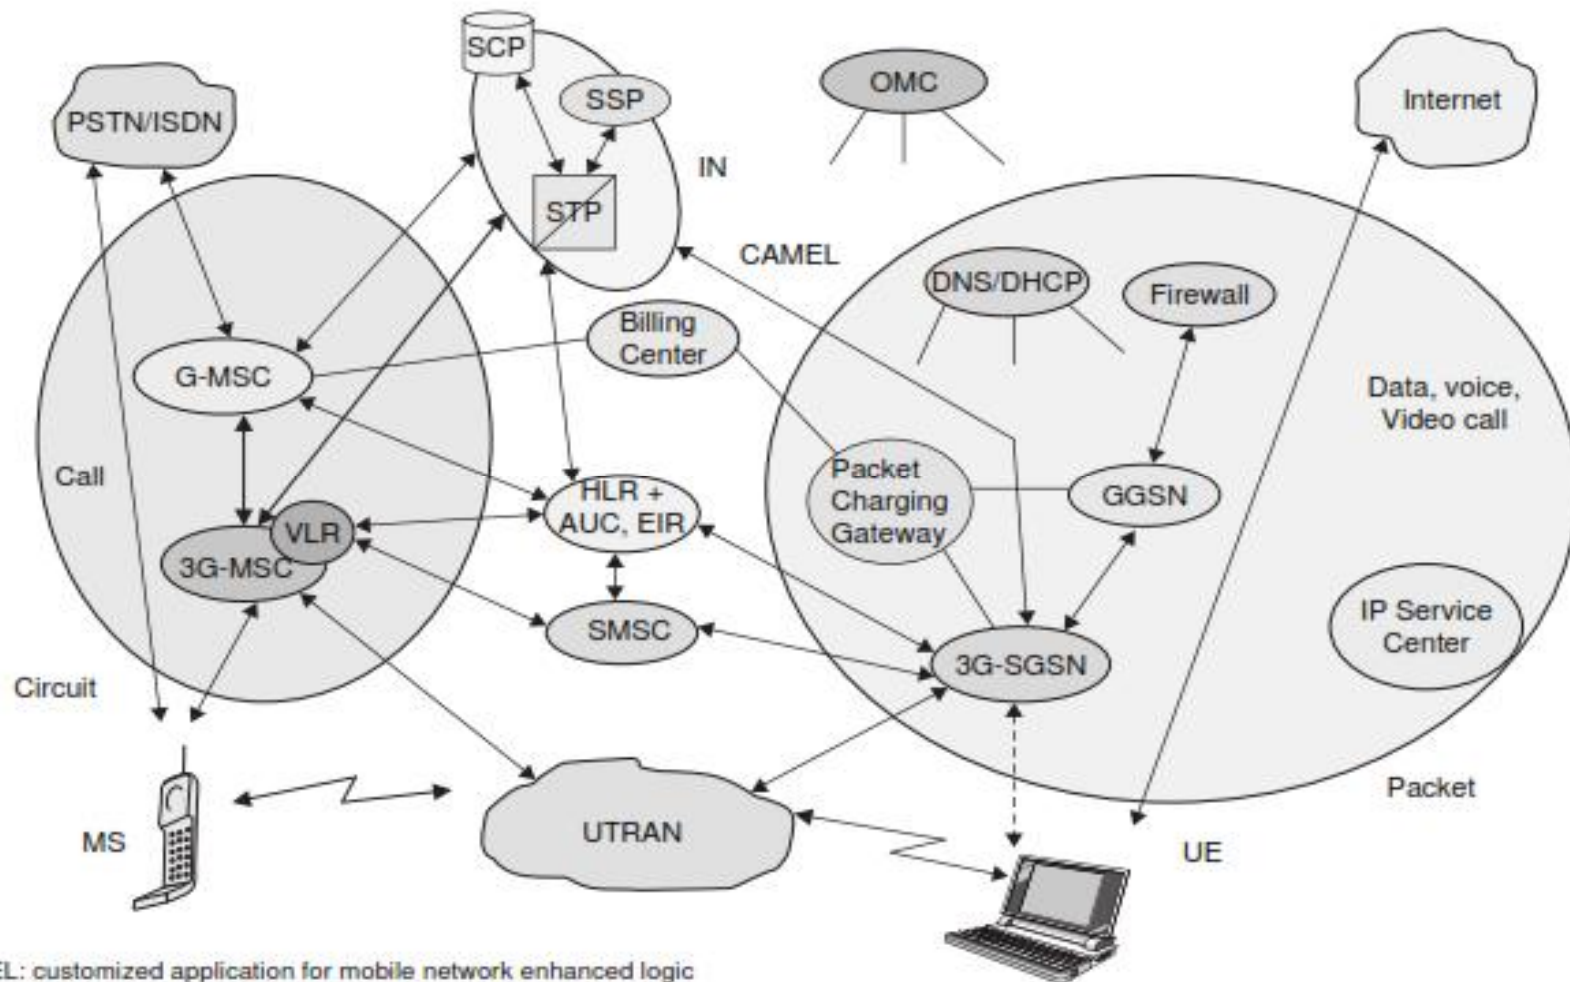 SCP
SSP
OMC
Internet
PSTN/ISDN
IN
STP
CAMEL
DNS/DHCP
Firewall
Billing
Center
G-MSC
Data, voice,
Video call
Call
Packet
Charging
Gateway
GGSN
HLR +
AUC, EIR
VLR
3G-MSC
SMSC
IP Service
Center
3G-SGSN
Circuit
Packet
UTRAN
MS
UE
EL: customized application for mobile network enhanced logic